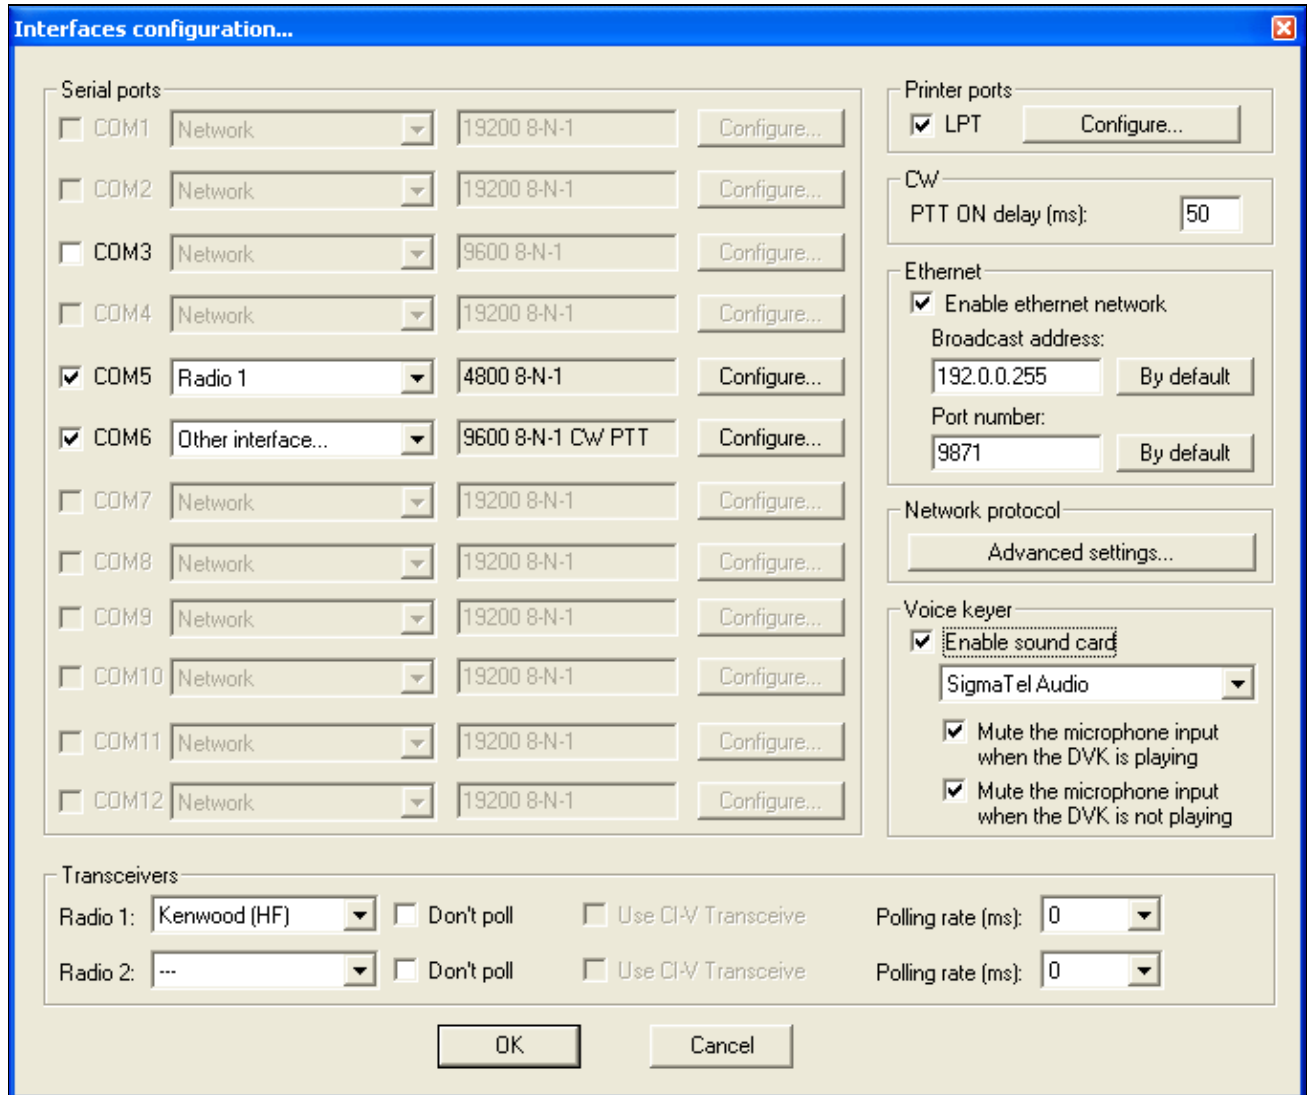 Interfaces configuration...
Serial ports
COM1 Network 19200 8-N-1 Configure...
COM2 Network 19200 8-N-1 Configure...
COM3 Network 9600 8-N-1 Configure...
COM4 Network 19200 8-N-1 Configure...
COM5 Radio 1 4800 8-N-1 Configure...
COM6 Other interface... 9600 8-N-1 CW PTT Configure...
COM7 Network 19200 8-N-1 Configure...
COM8 Network 19200 8-N-1 Configure...
COM9 Network 19200 8-N-1 Configure...
COM10 Network 19200 8-N-1 Configure...
COM11 Network 19200 8-N-1 Configure...
COM12 Network 19200 8-N-1 Configure...
Printer ports
LPT Configure...
CW
PTT ON delay (ms): 50
Ethernet
Enable ethernet network
Broadcast address:
192.0.0.255 By default
Port number:
9871 By default
Network protocol
Advanced settings...
Voice keyer
Enable sound card
SigmaTel Audio
Mute the microphone input
when the DVK is playing
Mute the microphone input
when the DVK is not playing
Transceivers
Radio 1: Kenwood (HF) Don't poll Use CI-V Transceive Polling rate (ms): 0
Radio 2: --- Don't poll Use CI-V Transceive Polling rate (ms): 0
OK Cancel